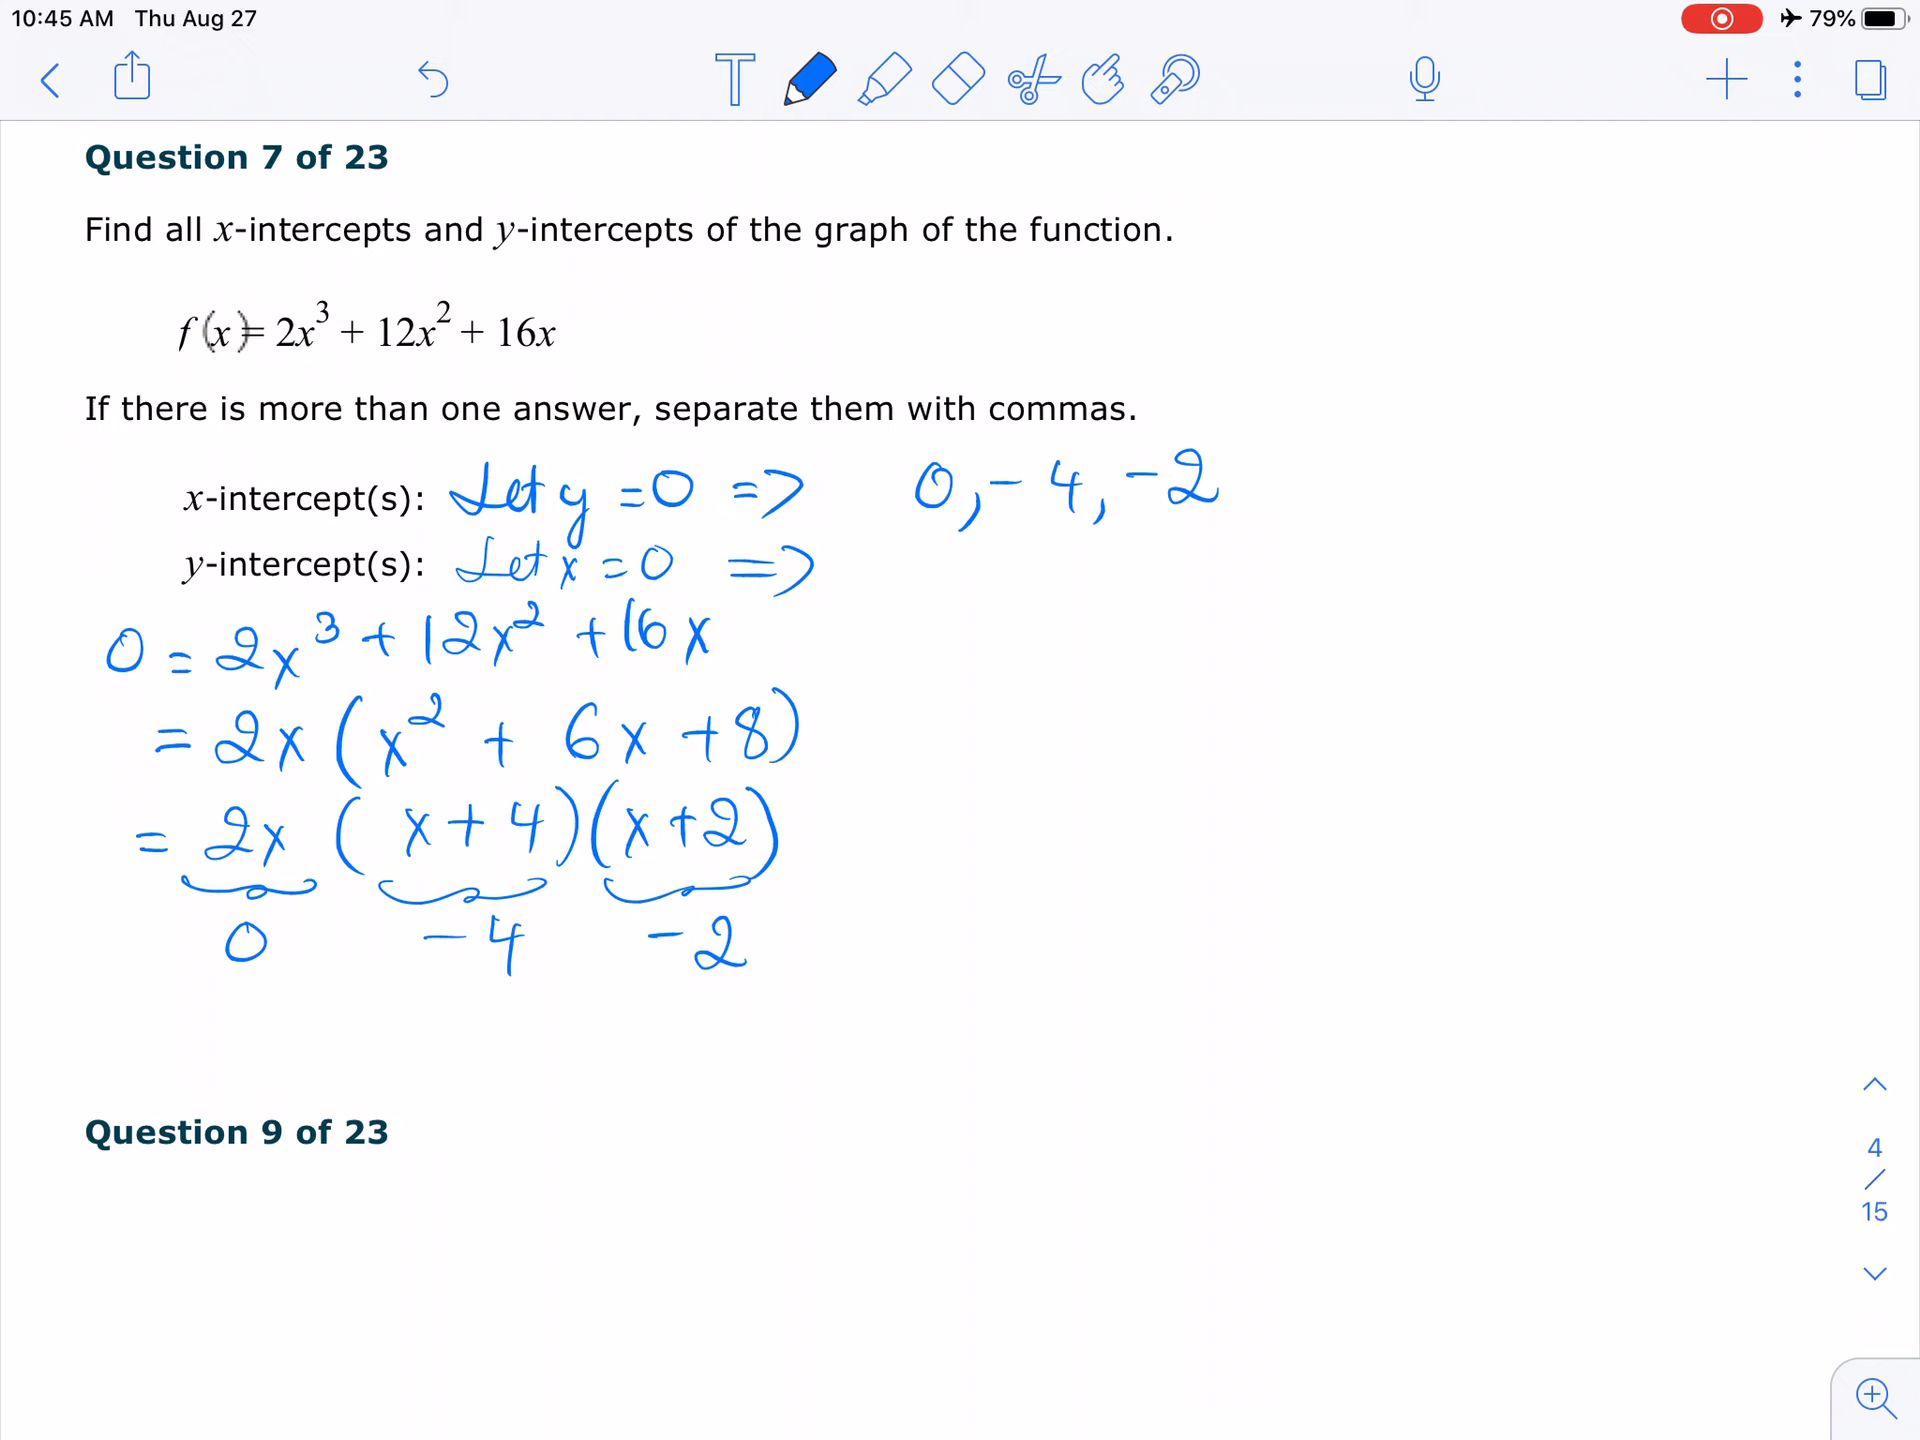 10:45 AM Thu Aug 27 79%
Question 7 of 23
Find all x-intercepts and y-intercepts of the graph of the function.
f(x)= 2x³ + 12x² + 16x
If there is more than one answer, separate them with commas.
x-intercept(s): Let y = 0 => 0, -4, -2
y-intercept(s): Let x = 0 =>
0 = 2x³ + 12x² + 16x
= 2x (x² + 6x + 8)
= 2x (x+4)(x+2)
0 -4 -2
Question 9 of 23
4
/
15